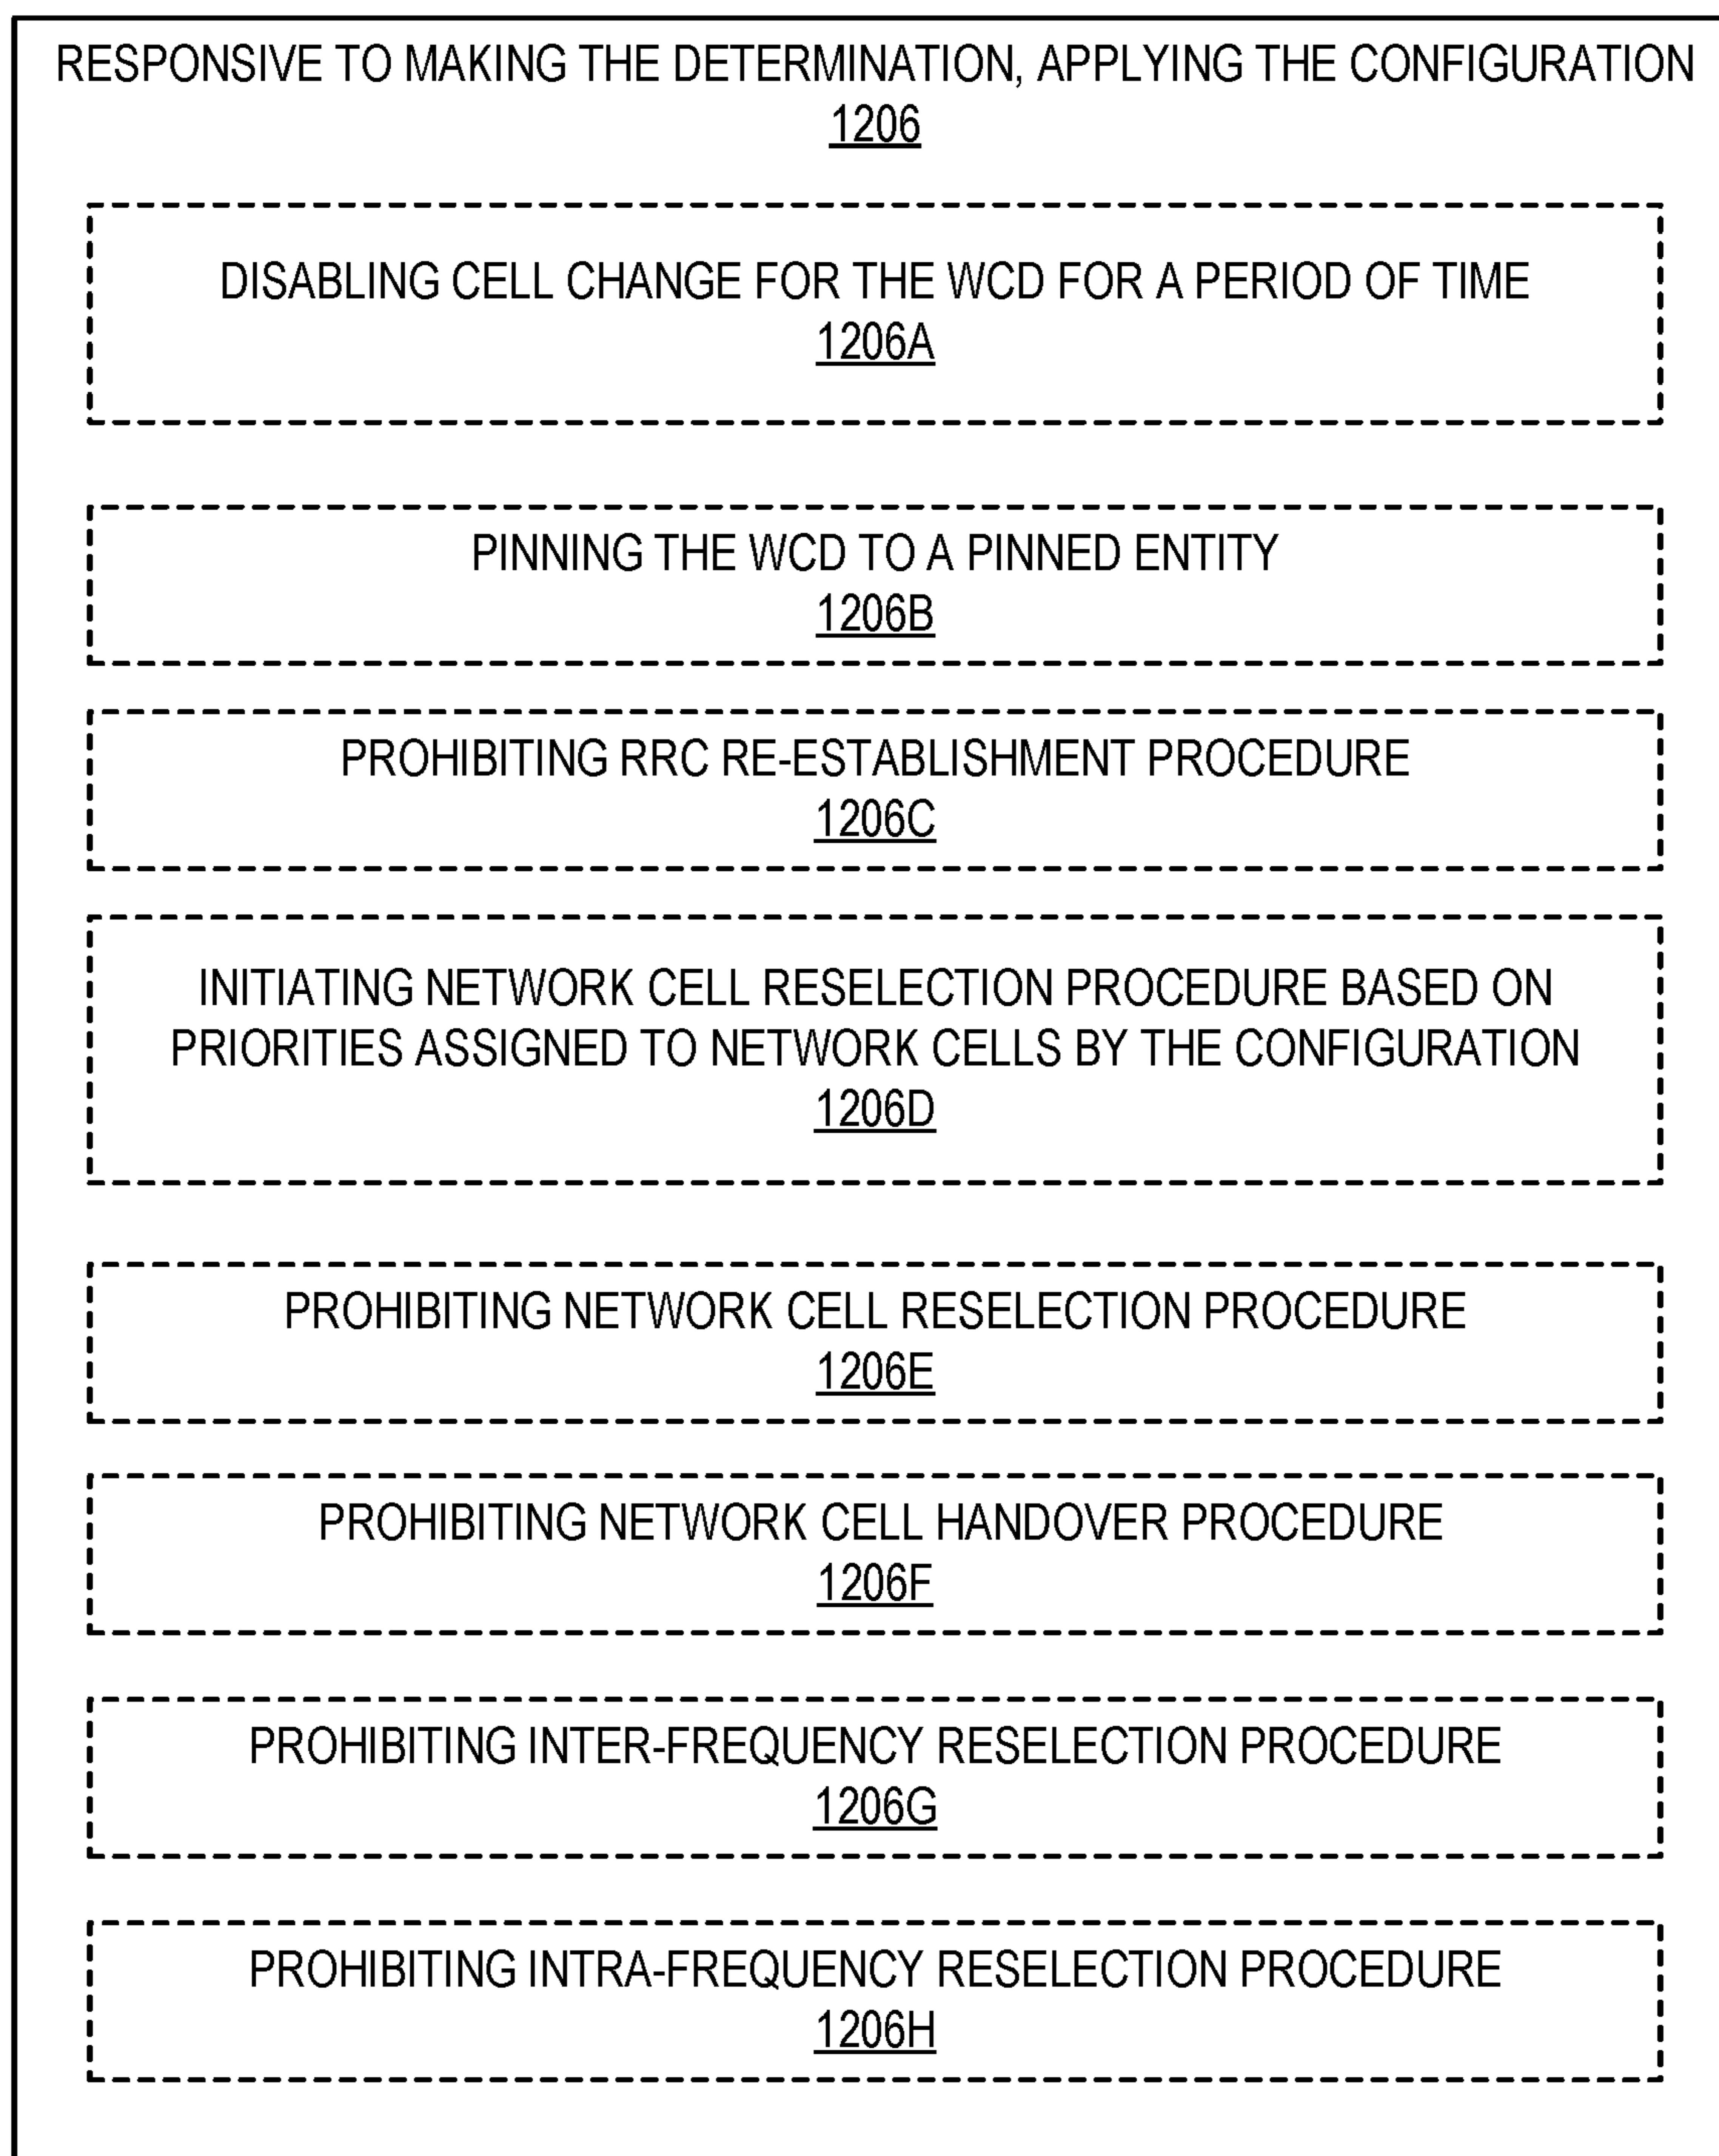 RESPONSIVE TO MAKING THE DETERMINATION, APPLYING THE CONFIGURATION
1206
DISABLING CELL CHANGE FOR THE WCD FOR A PERIOD OF TIME
1206A
PINNING THE WCD TO A PINNED ENTITY
1206B
PROHIBITING RRC RE-ESTABLISHMENT PROCEDURE
1206C
INITIATING NETWORK CELL RESELECTION PROCEDURE BASED ON
PRIORITIES ASSIGNED TO NETWORK CELLS BY THE CONFIGURATION
1206D
PROHIBITING NETWORK CELL RESELECTION PROCEDURE
1206E
PROHIBITING NETWORK CELL HANDOVER PROCEDURE
1206F
PROHIBITING INTER-FREQUENCY RESELECTION PROCEDURE
1206G
PROHIBITING INTRA-FREQUENCY RESELECTION PROCEDURE
1206H